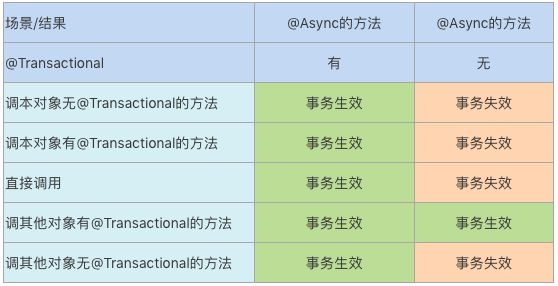 场景/结果 @Async的方法 @Async的方法
@Transactional 有 无
调本对象无@Transactional的方法 事务生效 事务失效
调本对象有@Transactional的方法 事务生效 事务失效
直接调用 事务生效 事务失效
调其他对象有@Transactional的方法 事务生效 事务生效
调其他对象无@Transactional的方法 事务生效 事务失效